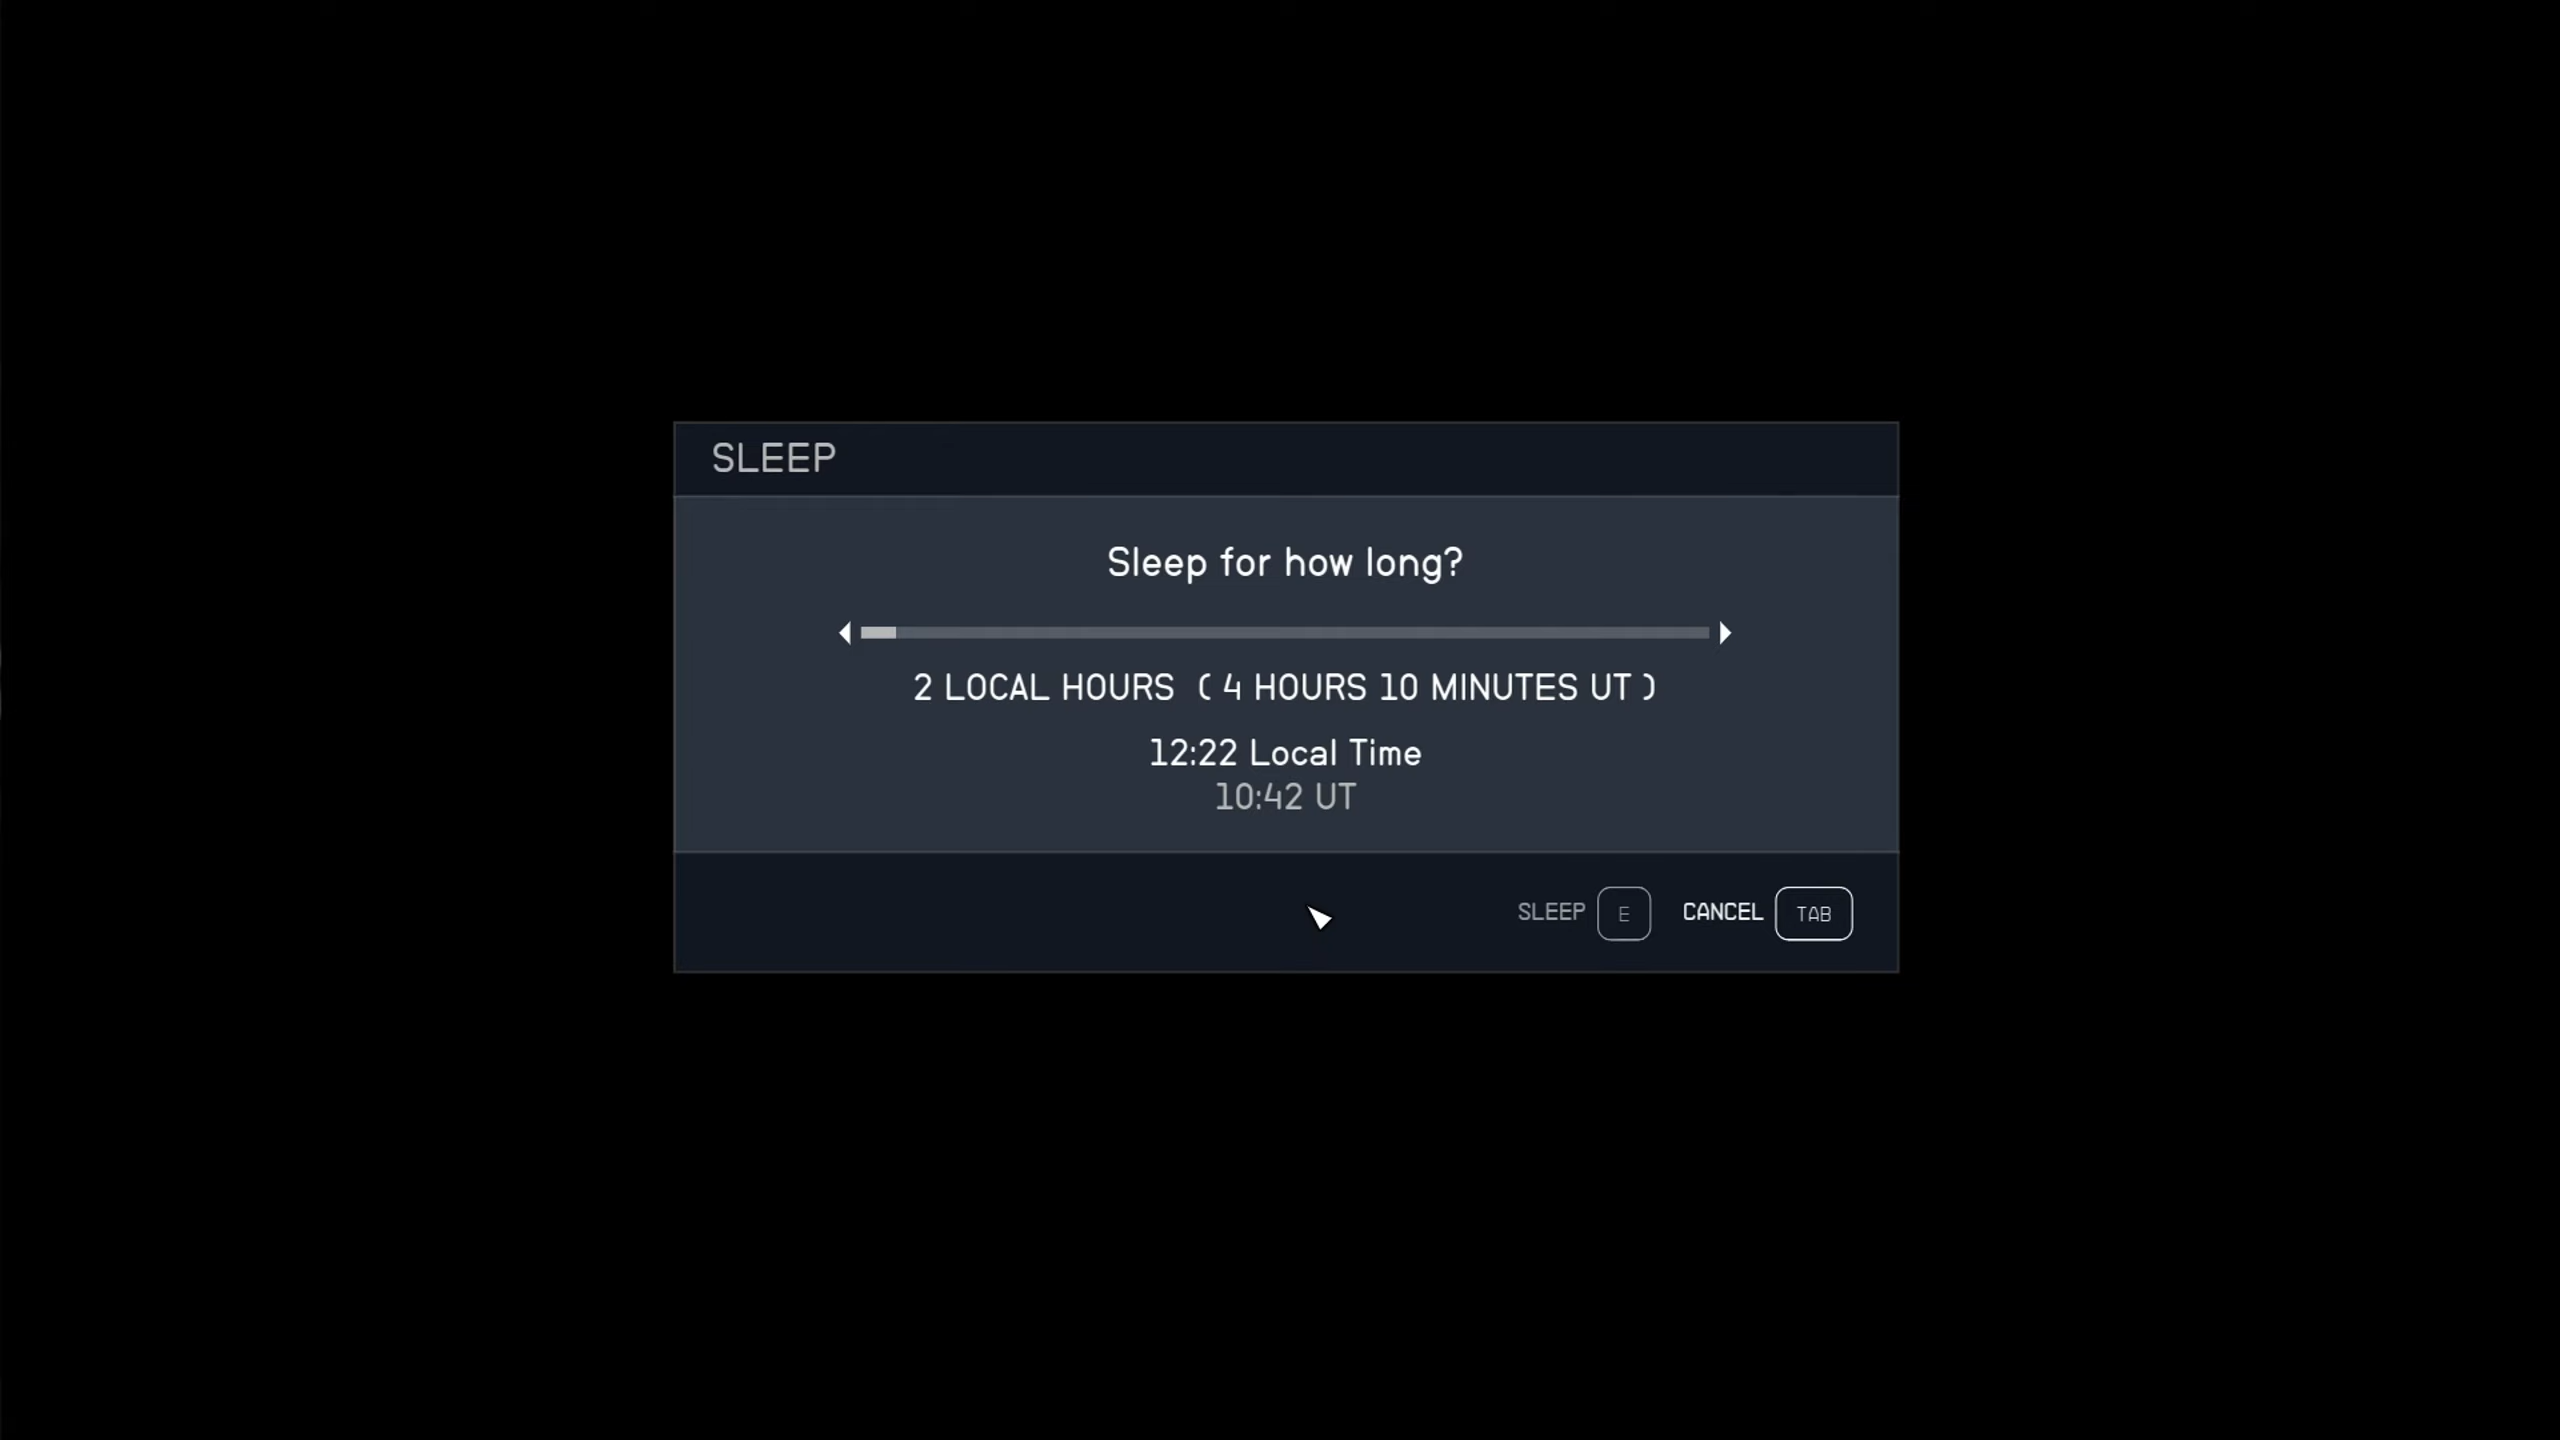 SLEEP
Sleep for how long?
2 LOCAL HOURS ( 4 HOURS 10 MINUTES UT )
12:22 Local Time
10:42 UT
SLEEP E CANCEL TAB